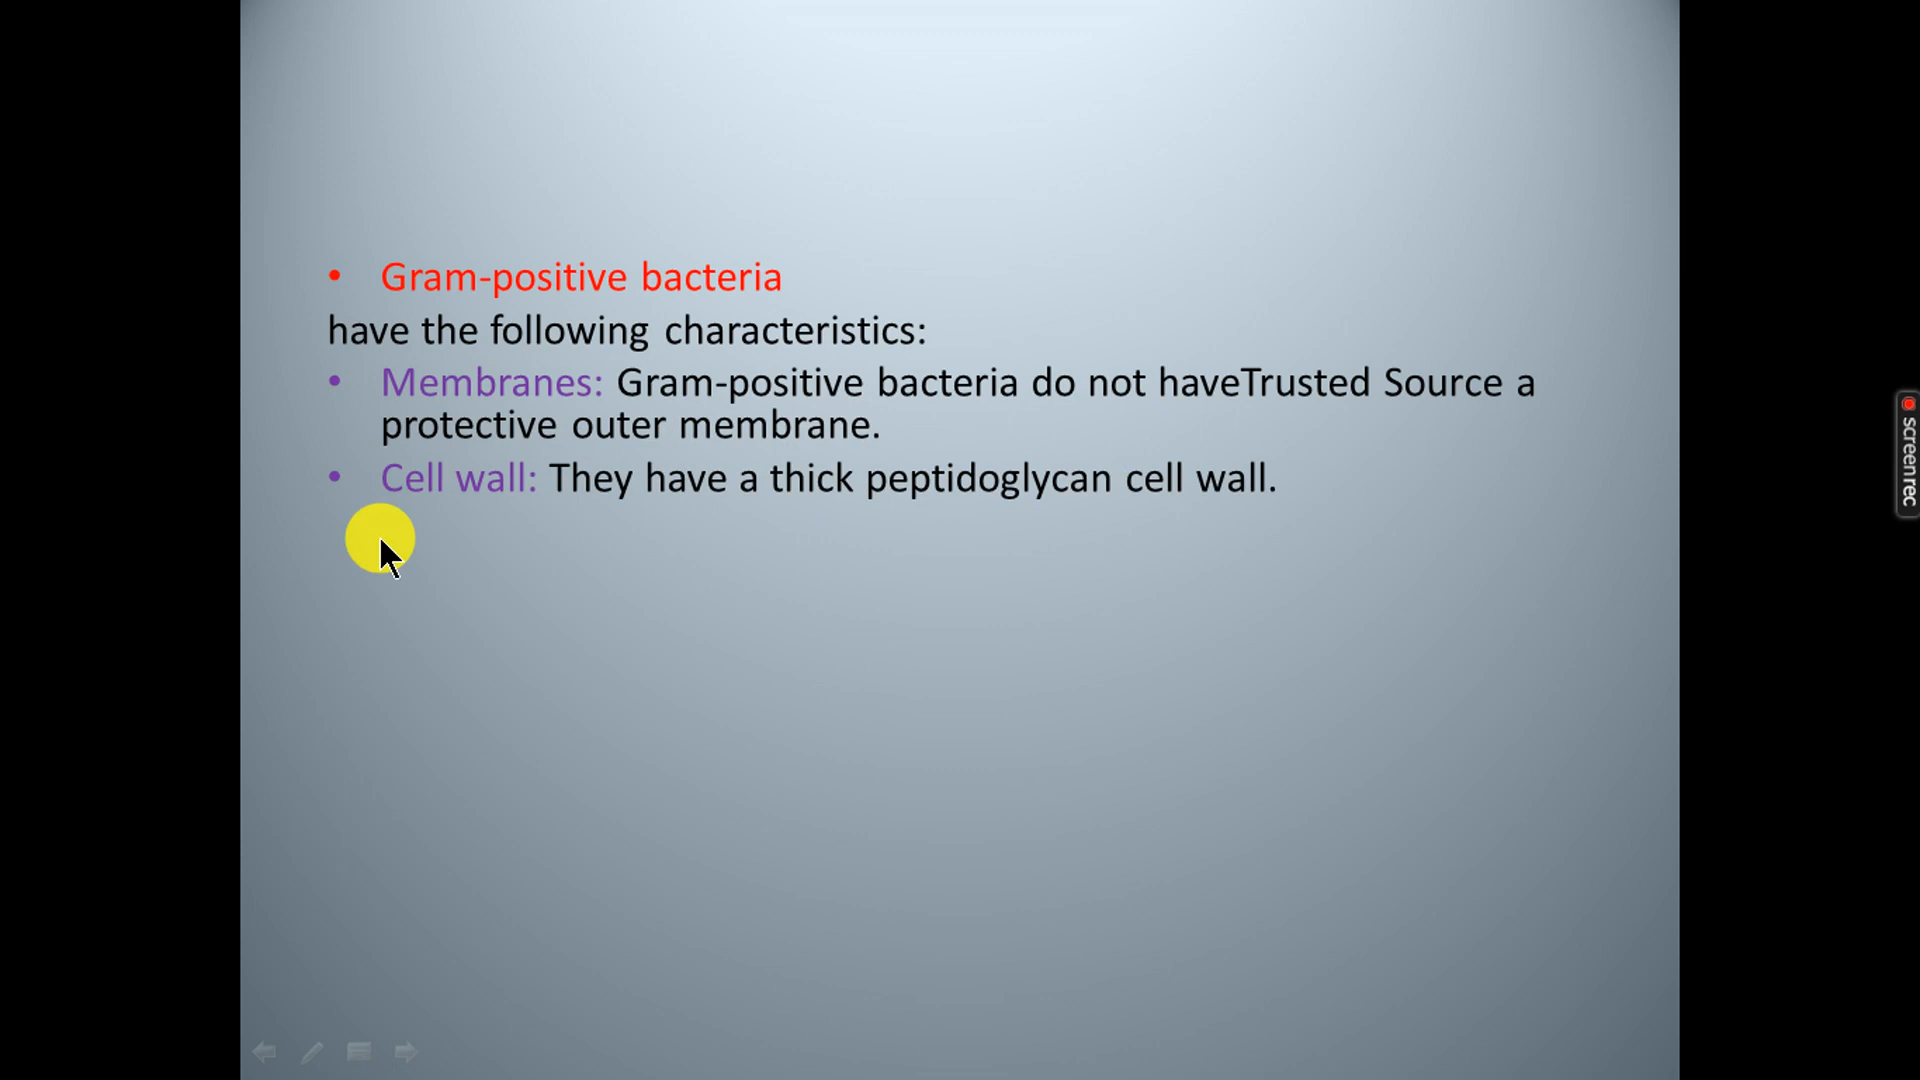 • Gram-positive bacteria
have the following characteristics:
• Membranes: Gram-positive bacteria do not haveTrusted Source a
protective outer membrane.
• Cell wall: They have a thick peptidoglycan cell wall.
screenrec